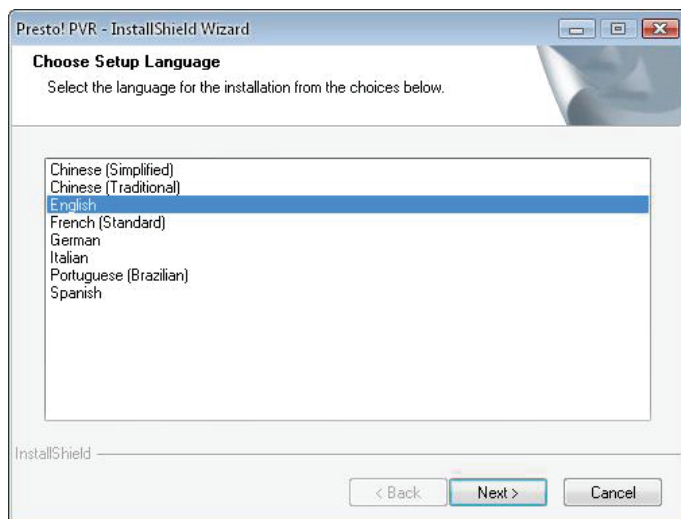 Presto! PVR - InstallShield Wizard
Choose Setup Language
Select the language for the installation from the choices below.
Chinese (Simplified)
Chinese (Traditional)
English
French (Standard)
German
Italian
Portuguese (Brazilian)
Spanish
InstallShield
< Back
Next >
Cancel